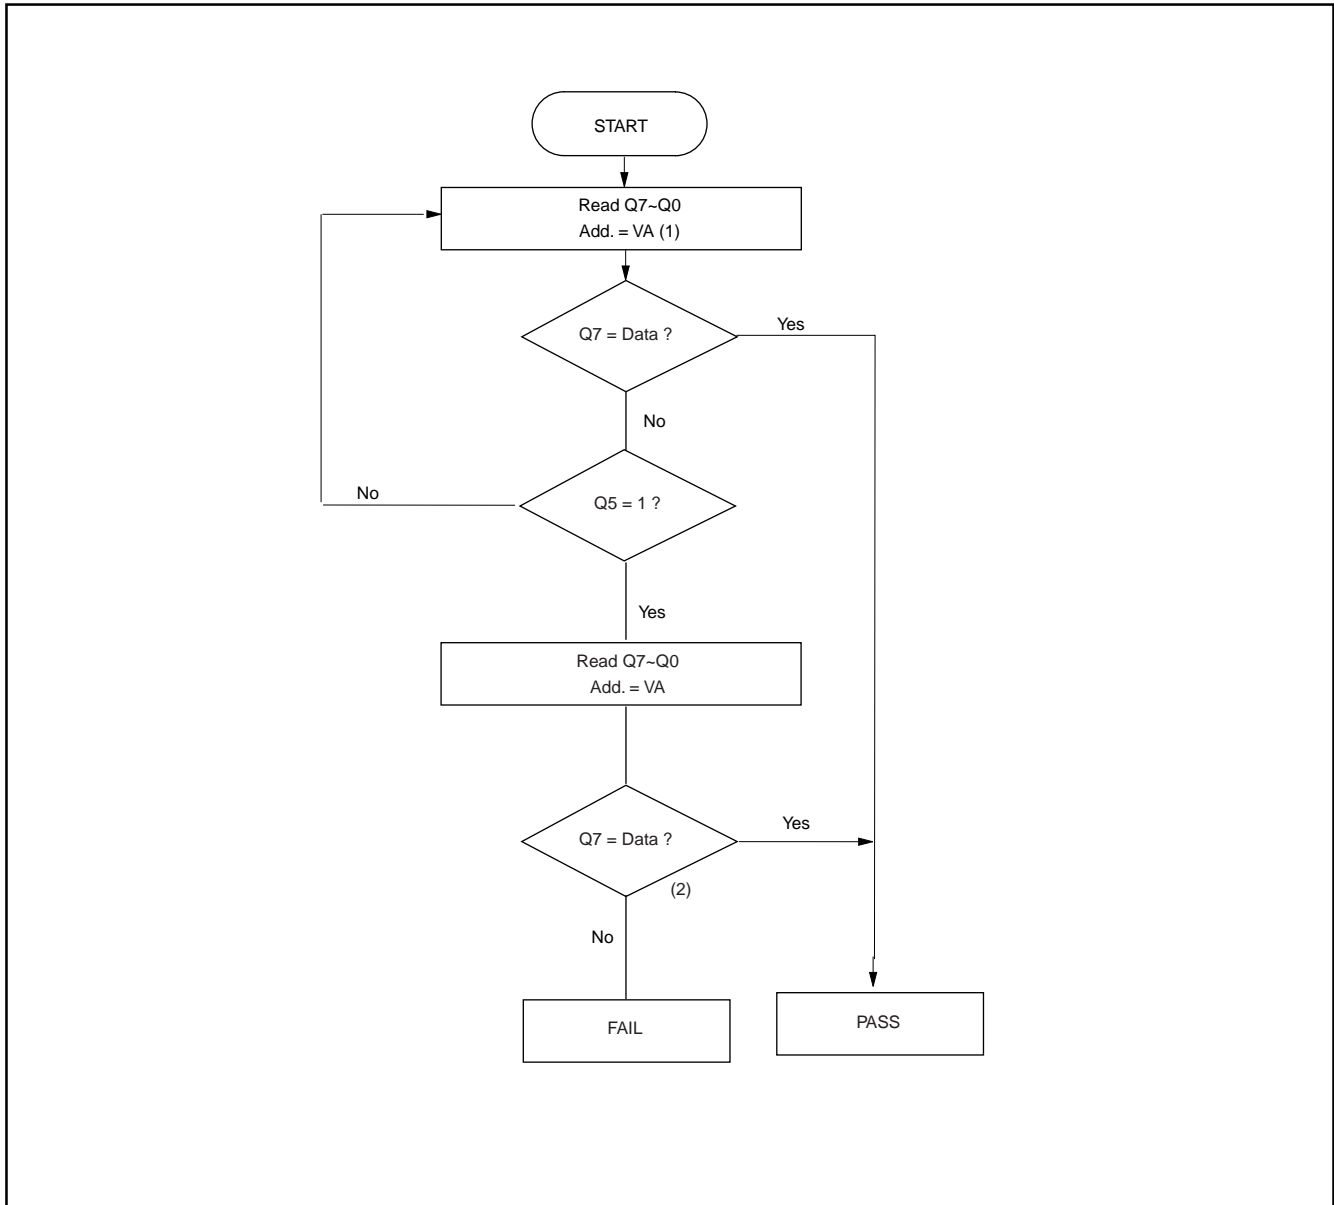 START
Read Q7~Q0
Add. = VA (1)
Q7 = Data ?
Yes
No
Q5 = 1 ?
No
Yes
Read Q7~Q0
Add. = VA
Q7 = Data ?
Yes
(2)
No
FAIL
PASS